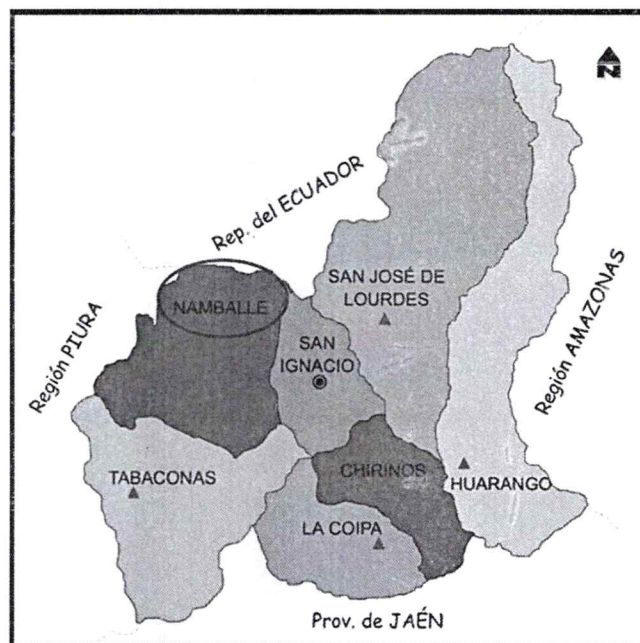 N
Rep. del ECUADOR
Región PIURA
NAMBALLE
SAN JOSÉ DE
LOURDES
SAN
IGNACIO
Región AMAZONAS
TABACONAS
CHIRINOS
HUARANGO
LA COIPA
Prov. de JAÉN